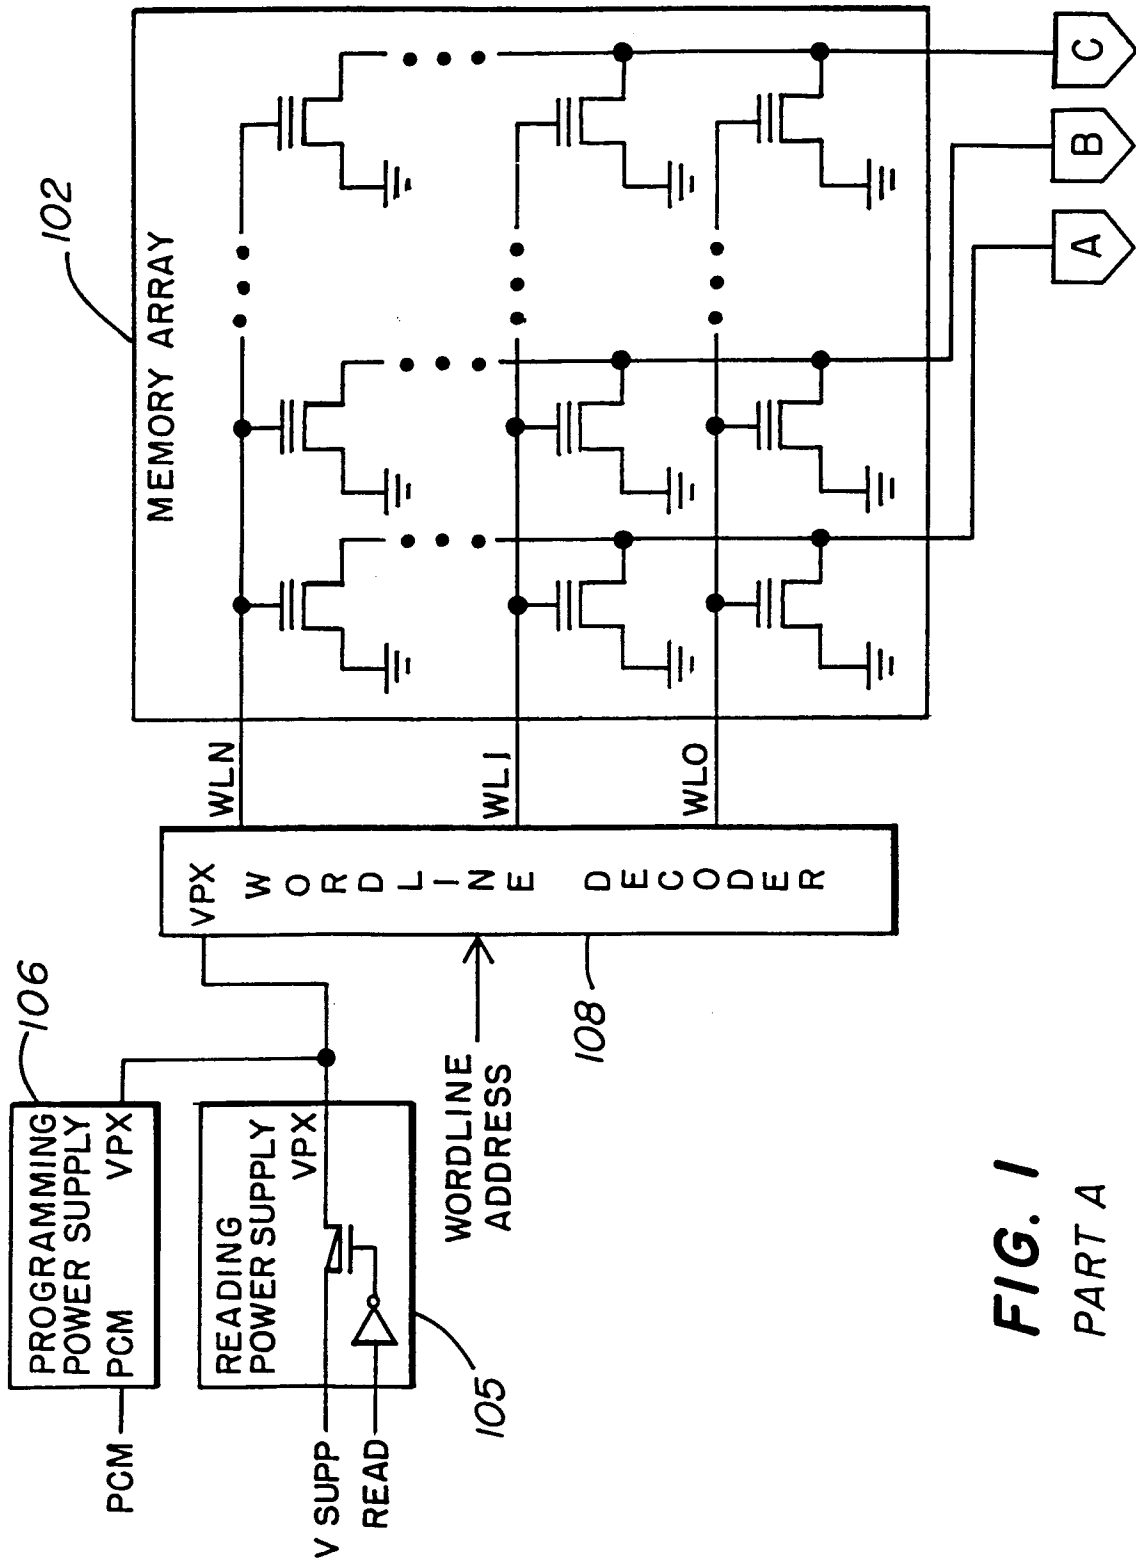 PROGRAMMING
POWER SUPPLY
PCM VPX
106
PCM
READING
POWER SUPPLY
VPX
V SUPP
READ
105
WORDLINE
ADDRESS
VPX
WORDLINE DECODER
108
WLN
WL1
WL0
102
MEMORY ARRAY
A
B
C
FIG. 1
PART A